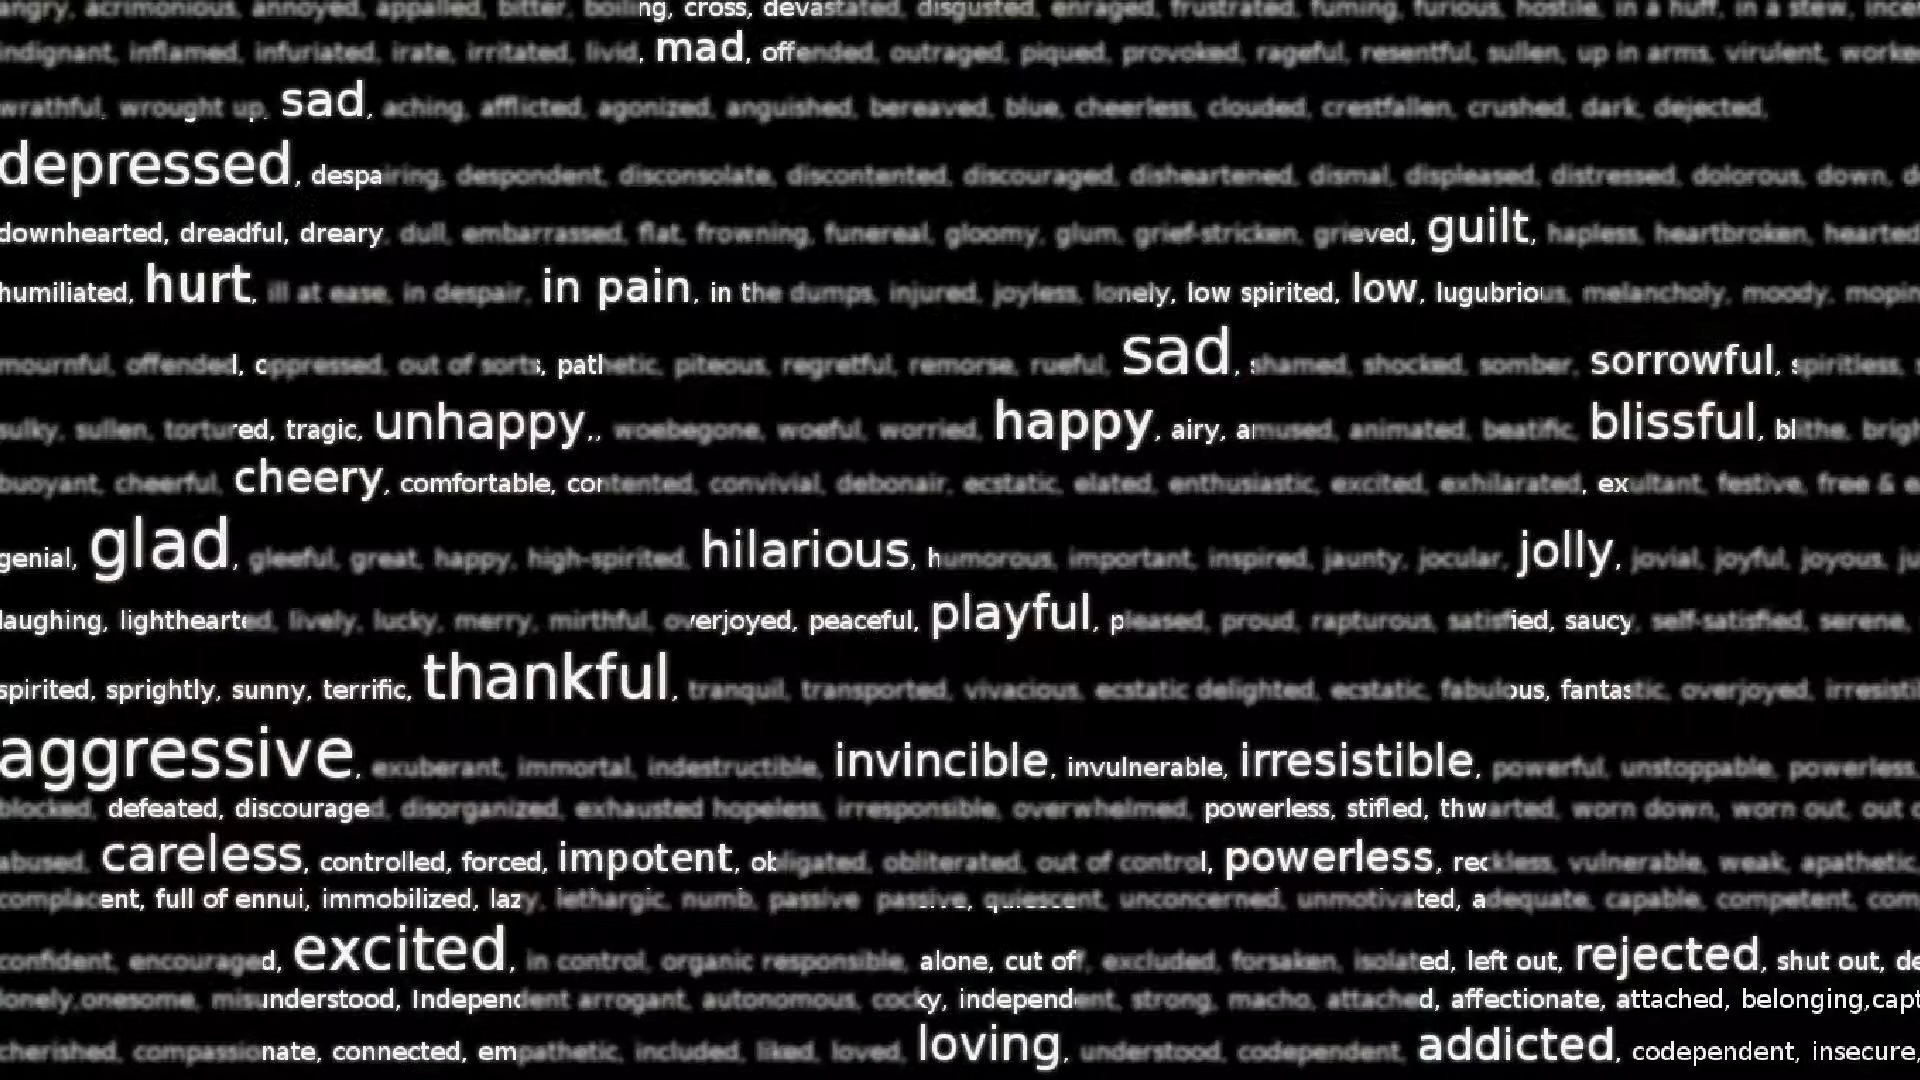 angry, acrimonious, annoyed, appalled, bitter, boiling, cross, devastated, disgusted, enraged, frustrated, fuming, furious, hostile, in a huff, in a stew,
indignant, inflamed, infuriated, irate, irritated, livid, mad, offended, outraged, piqued, provoked, rageful, resentful, sullen, up in arms, virulent,
wrathful, wrought up, sad, aching, afflicted, agonized, anguished, bereaved, blue, cheerless, clouded, crestfallen, crushed, dark, dejected,
depressed, despairing, despondent, disconsolate, discontented, discouraged, disheartened, dismal, displeased, distressed, dolorous, down,
downhearted, dreadful, dreary, dull, embarrassed, flat, frowning, funereal, gloomy, glum, grief-stricken, grieved, guilt, hapless, heartbroken, hearted
humiliated, hurt, ill at ease, in despair, in pain, in the dumps, injured, joyless, lonely, low spirited, low, lugubrious, melancholy, moody, mopin
mournful, offended, oppressed, out of sorts, pathetic, piteous, regretful, remorse, rueful, sad, shamed, shocked, somber, sorrowful, spiritless,
sulky, sullen, tortured, tragic, unhappy,, woebegone, woeful, worried, happy, airy, amused, animated, beatific, blissful, blithe, brigh
buoyant, cheerful, cheery, comfortable, contented, convivial, debonair, ecstatic, elated, enthusiastic, excited, exhilarated, exultant, festive, free & e
genial, glad, gleeful, great, happy, high-spirited, hilarious, humorous, important, inspired, jaunty, jocular, jolly, jovial, joyful, joyous, ju
laughing, lighthearted, lively, lucky, merry, mirthful, overjoyed, peaceful, playful, pleased, proud, rapturous, satisfied, saucy, self-satisfied, serene,
spirited, sprightly, sunny, terrific, thankful, tranquil, transported, vivacious, ecstatic delighted, ecstatic, fabulous, fantastic, overjoyed, irresisti
aggressive, exuberant, immortal, indestructible, invincible, invulnerable, irresistible, powerful, unstoppable, powerless,
blocked, defeated, discouraged, disorganized, exhausted hopeless, irresponsible, overwhelmed, powerless, stifled, thwarted, worn down, worn out, out
abused, careless, controlled, forced, impotent, obligated, obliterated, out of control, powerless, reckless, vulnerable, weak, apathetic,
complacent, full of ennui, immobilized, lazy, lethargic, numb, passive passive, quiescent, unconcerned, unmotivated, adequate, capable, competent, com
confident, encouraged, excited, in control, organic responsible, alone, cut off, excluded, forsaken, isolated, left out, rejected, shut out, de
lonely,onesome, misunderstood, Independent arrogant, autonomous, cocky, independent, strong, macho, attached, affectionate, attached, belonging,capt
cherished, compassionate, connected, empathetic, included, liked, loved, loving, understood, codependent, addicted, codependent, insecure,